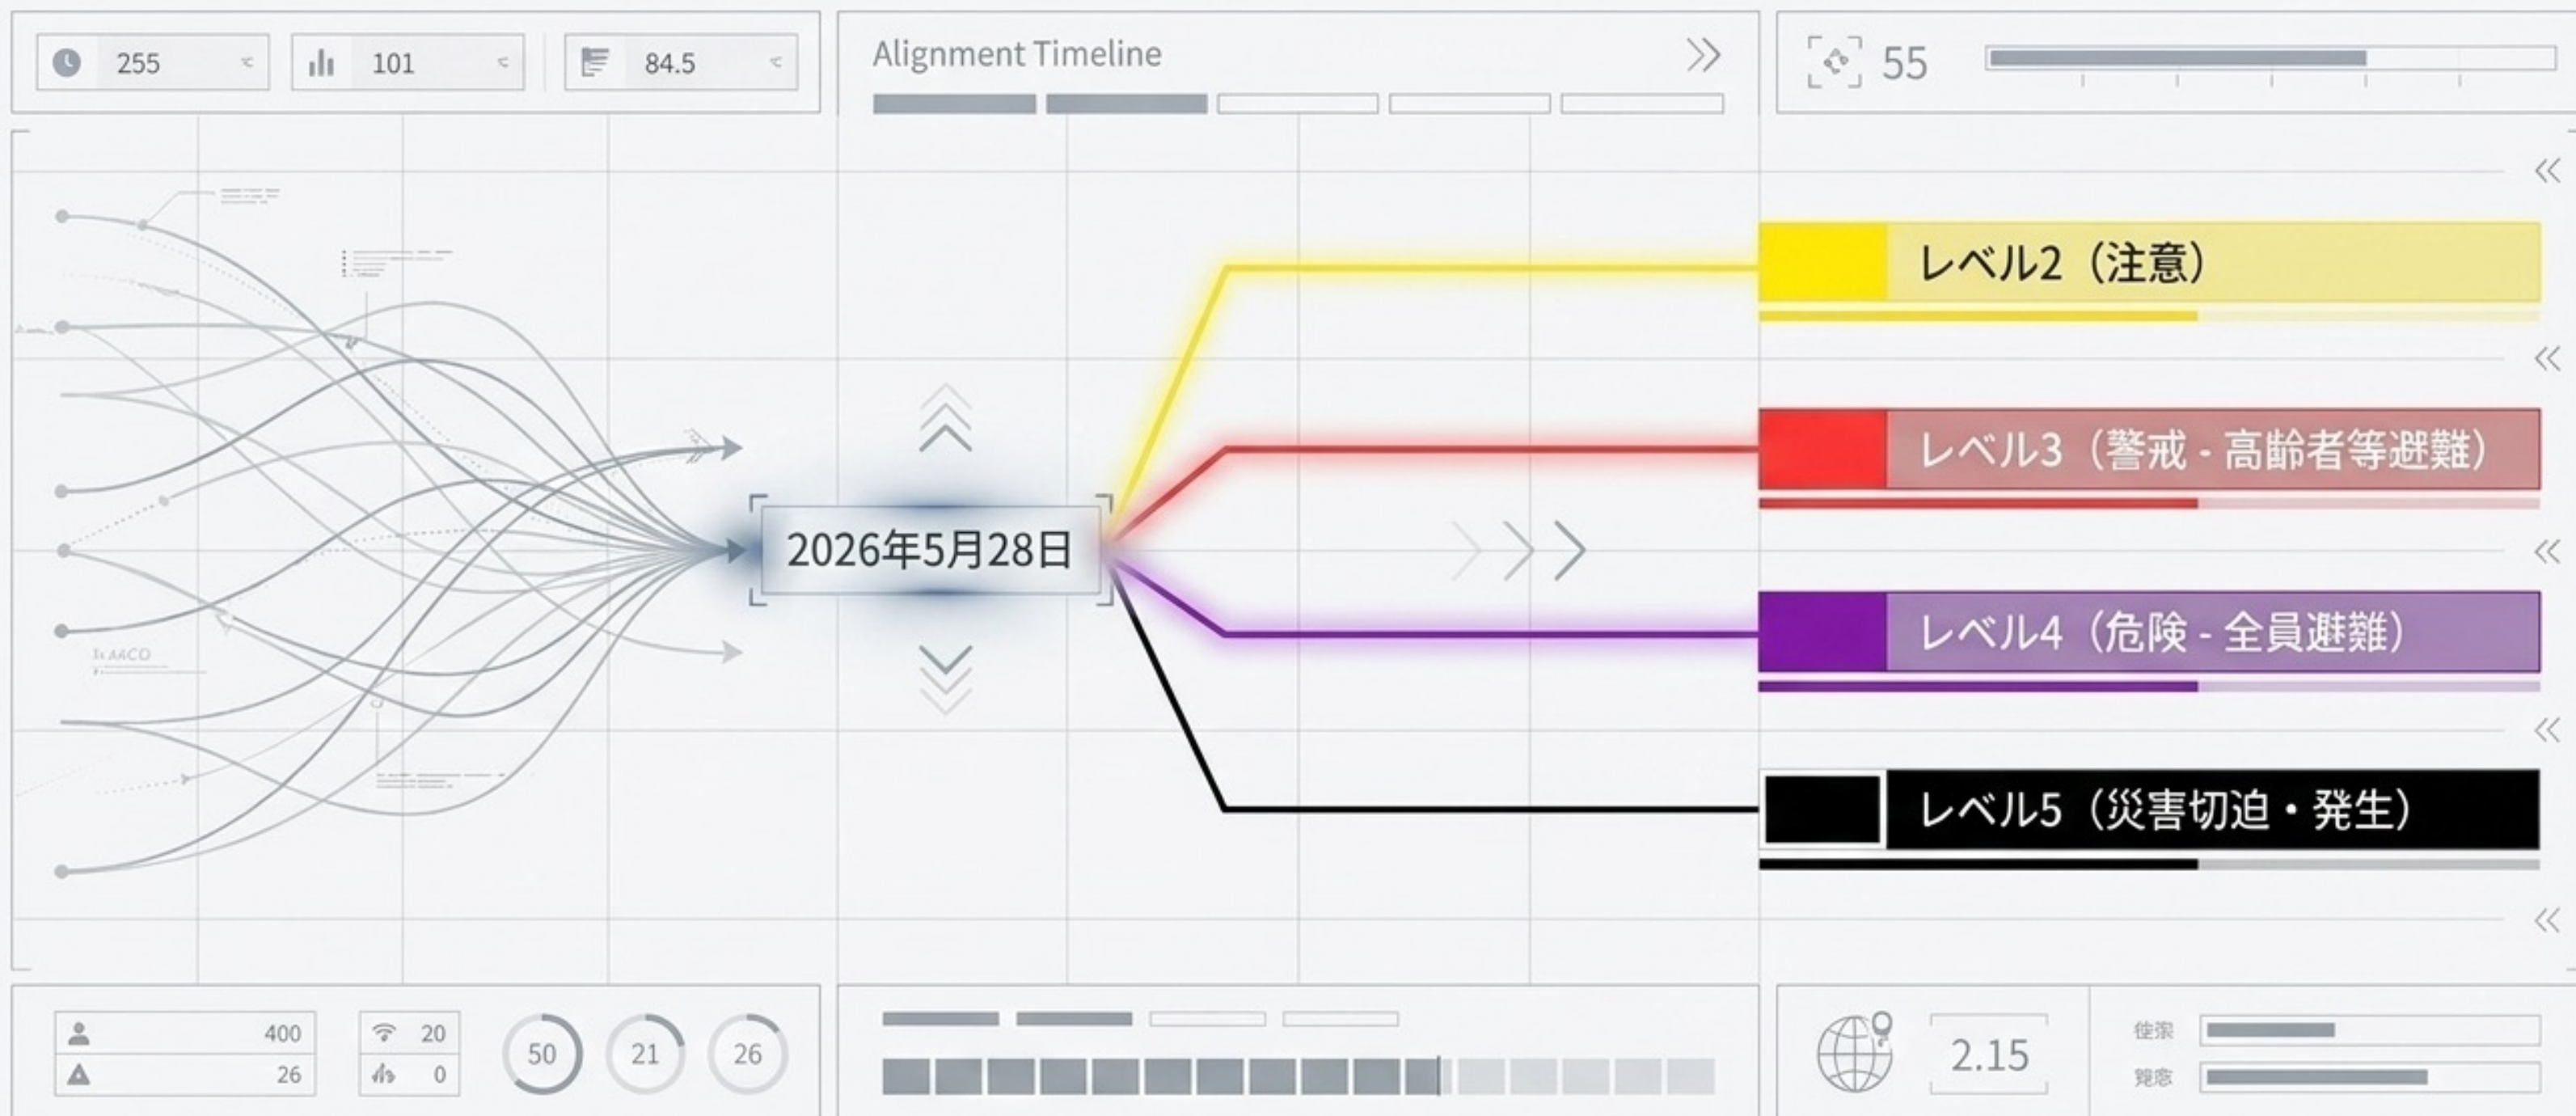 255
101
84.5
Alignment Timeline
55
レベル2（注意）
レベル3（警戒 - 高齢者等避難）
2026年5月28日
レベル4（危険 - 全員避難）
レベル5（災害切迫・発生）
400
26
20
0
50
21
26
2.15